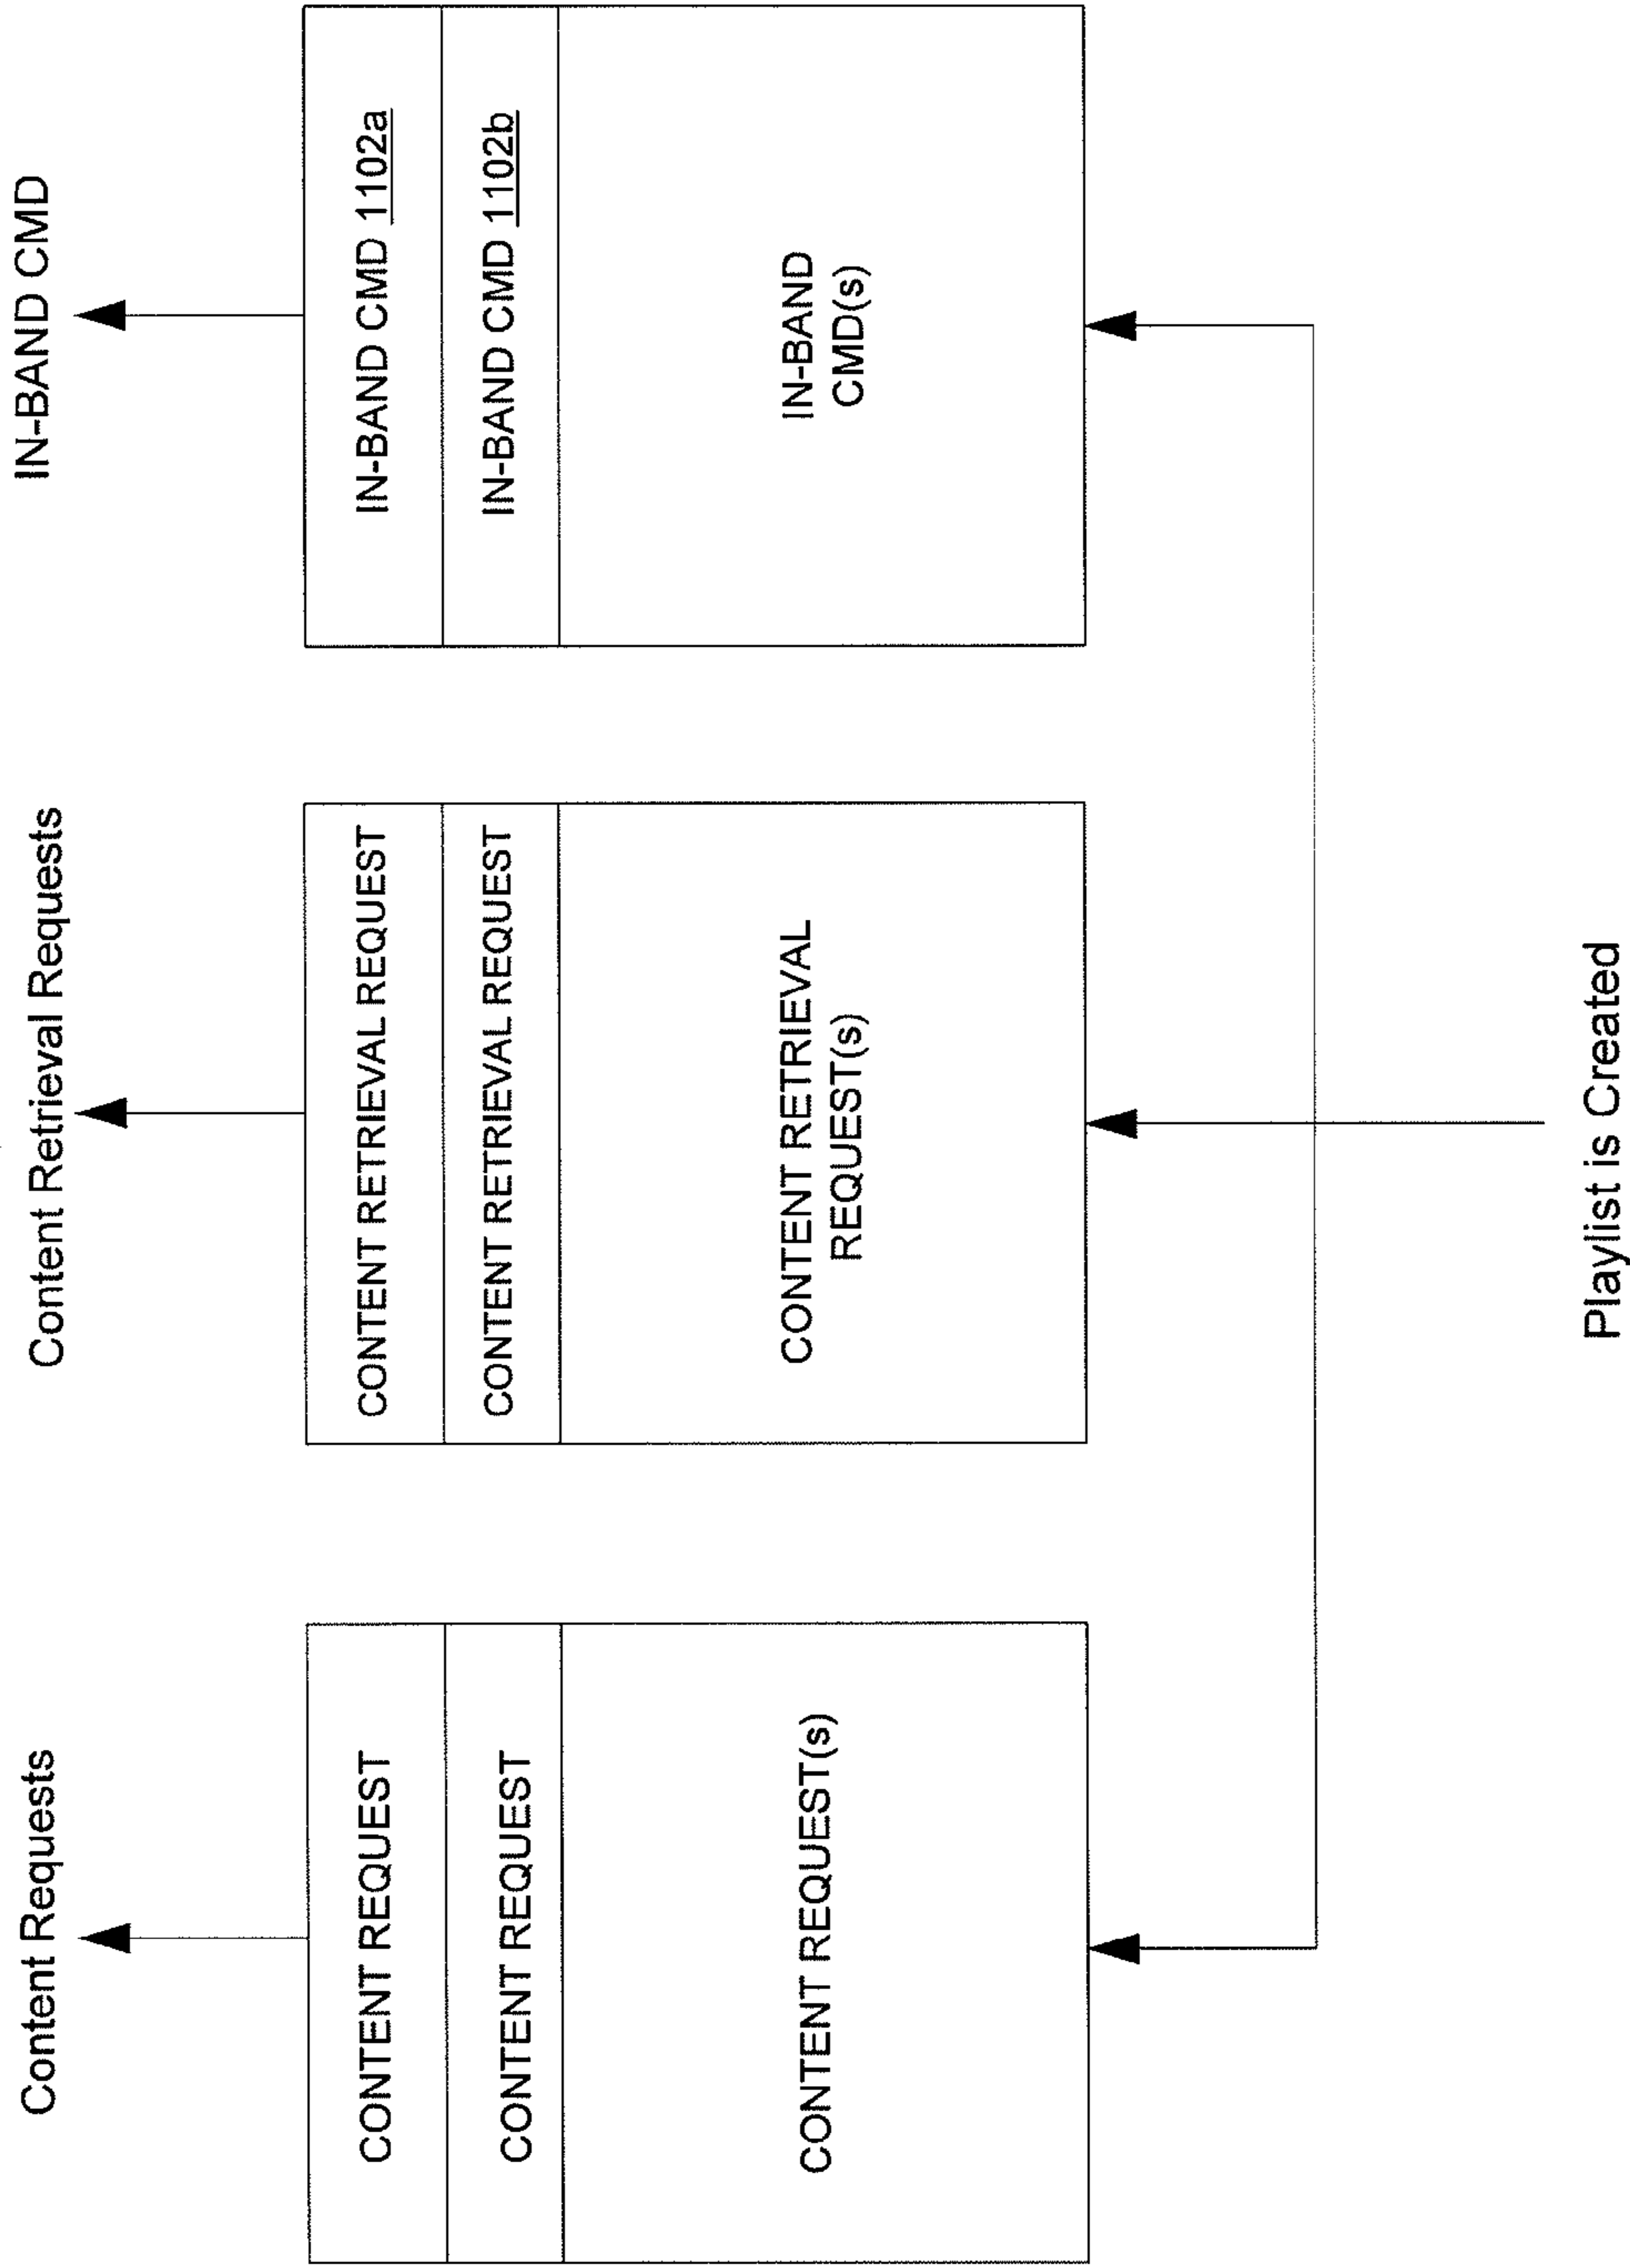 Content Requests
CONTENT REQUEST
CONTENT REQUEST
CONTENT REQUEST(s)
Content Retrieval Requests
CONTENT RETRIEVAL REQUEST
CONTENT RETRIEVAL REQUEST
CONTENT RETRIEVAL
REQUEST(s)
IN-BAND CMD
IN-BAND CMD 1102a
IN-BAND CMD 1102b
IN-BAND
CMD(s)
Playlist is Created